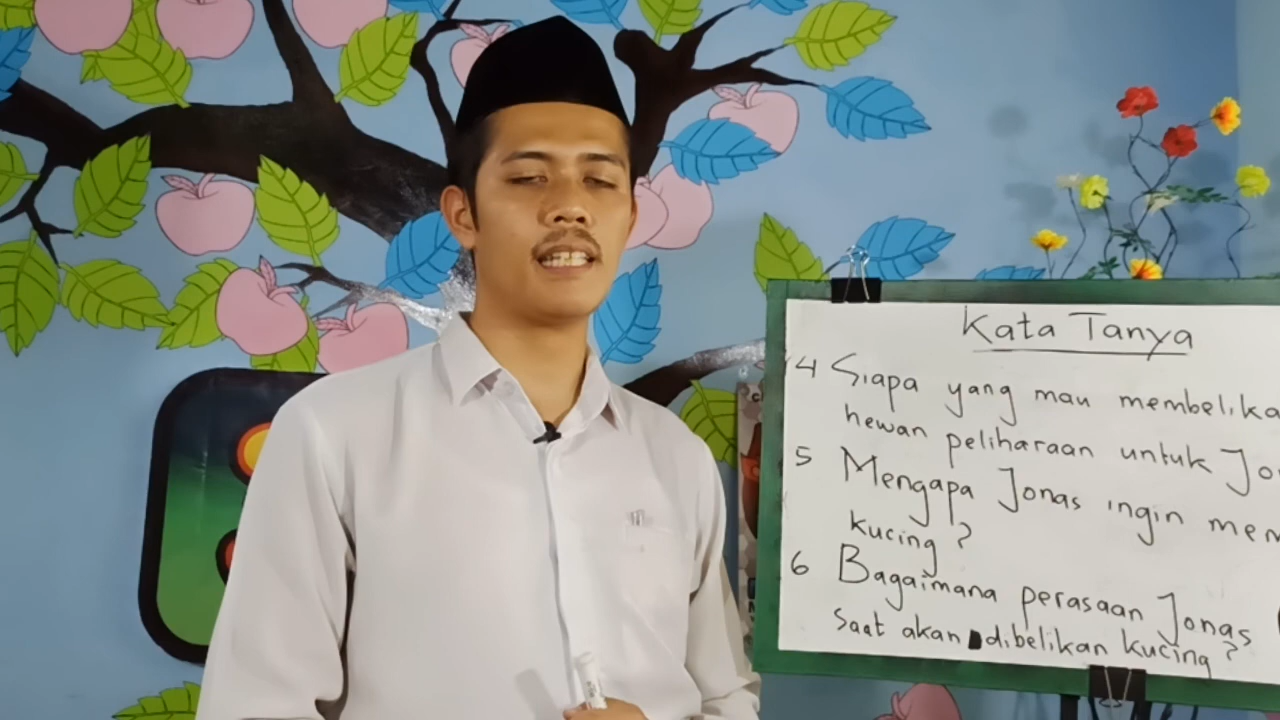 Kata Tanya
4 Siapa yang mau membelika
hewan peliharaan untuk Jo
5 Mengapa Jonas ingin mem
kucing ?
6 Bagaimana perasaan Jonas
Saat akan dibelikan kucing ?